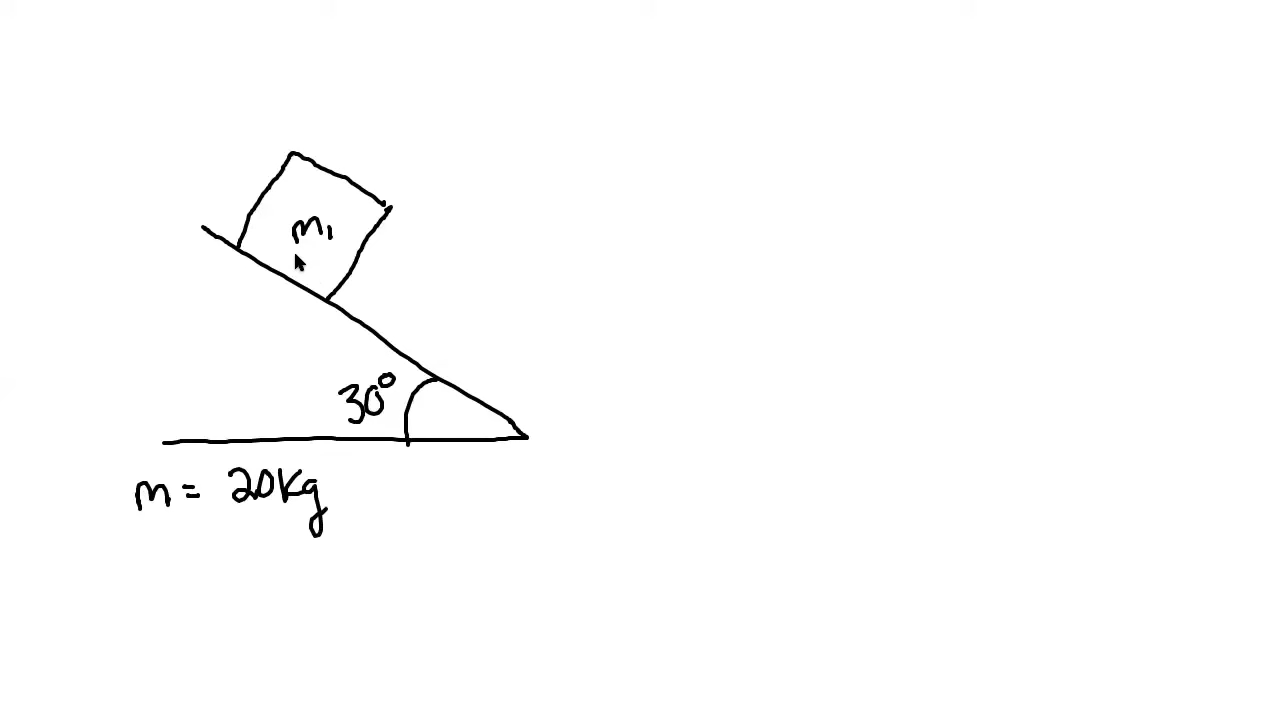 m₁
30°
m = 20kg